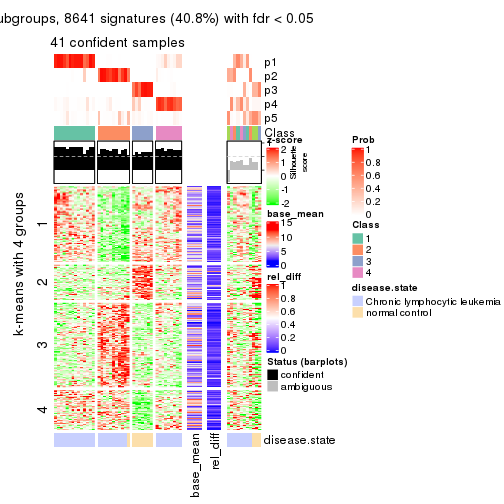 ubgroups, 8641 signatures (40.8%) with fdr < 0.05
41 confident samples
p1
p2
p3
p4
p5
Class
z-score
2
1
0
-1
-2
Silhouette
score
base_mean
15
10
5
0
rel_diff
1
0.8
0.6
0.4
0.2
0
Status (barplots)
confident
ambiguous
Prob
1
0.8
0.6
0.4
0.2
0
Class
1
2
3
4
disease.state
Chronic lymphocytic leukemia
normal control
k-means with 4 groups
1
2
3
4
base_mean
rel_diff
disease.state